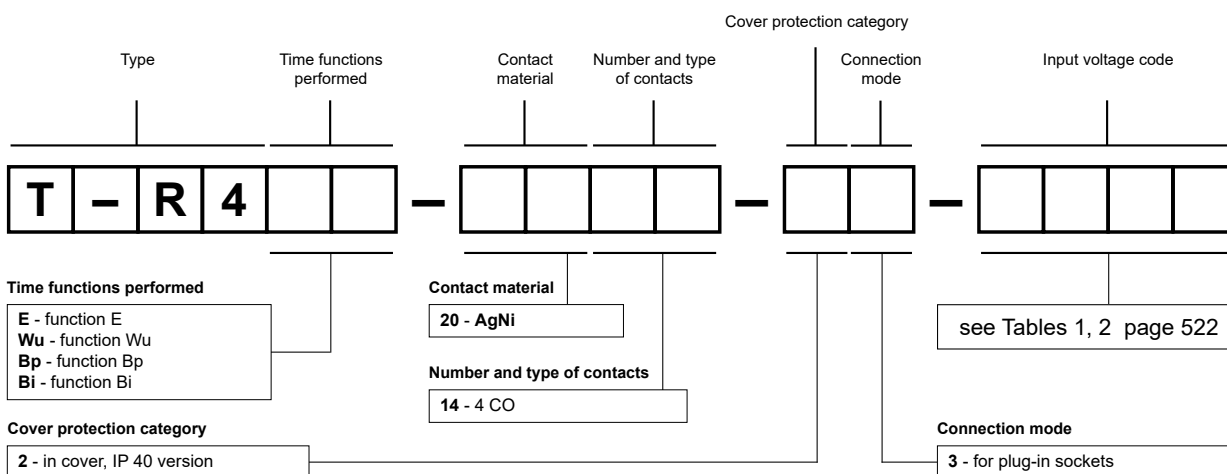 Cover protection category
Type
Time functions
performed
Contact
material
Number and type
of contacts
Connection
mode
Input voltage code
T – R 4 – – –
Time functions performed
E - function E
Wu - function Wu
Bp - function Bp
Bi - function Bi
Contact material
20 - AgNi
Number and type of contacts
14 - 4 CO
see Tables 1, 2 page 522
Cover protection category
2 - in cover, IP 40 version
Connection mode
3 - for plug-in sockets